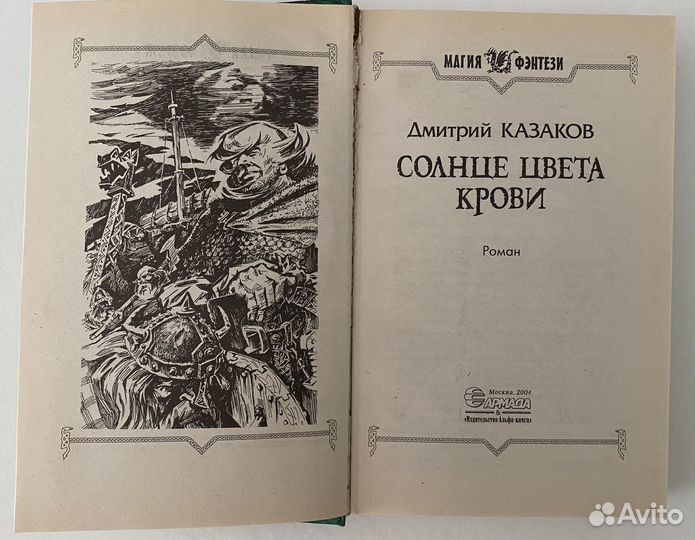 МАГИЯ ФЭНТЕЗИ
Дмитрий КАЗАКОВ
СОЛНЦЕ ЦВЕТА
КРОВИ
Роман
Москва, 2004
АРМАДА
&
«Издательство Альфа-книга»
Avito